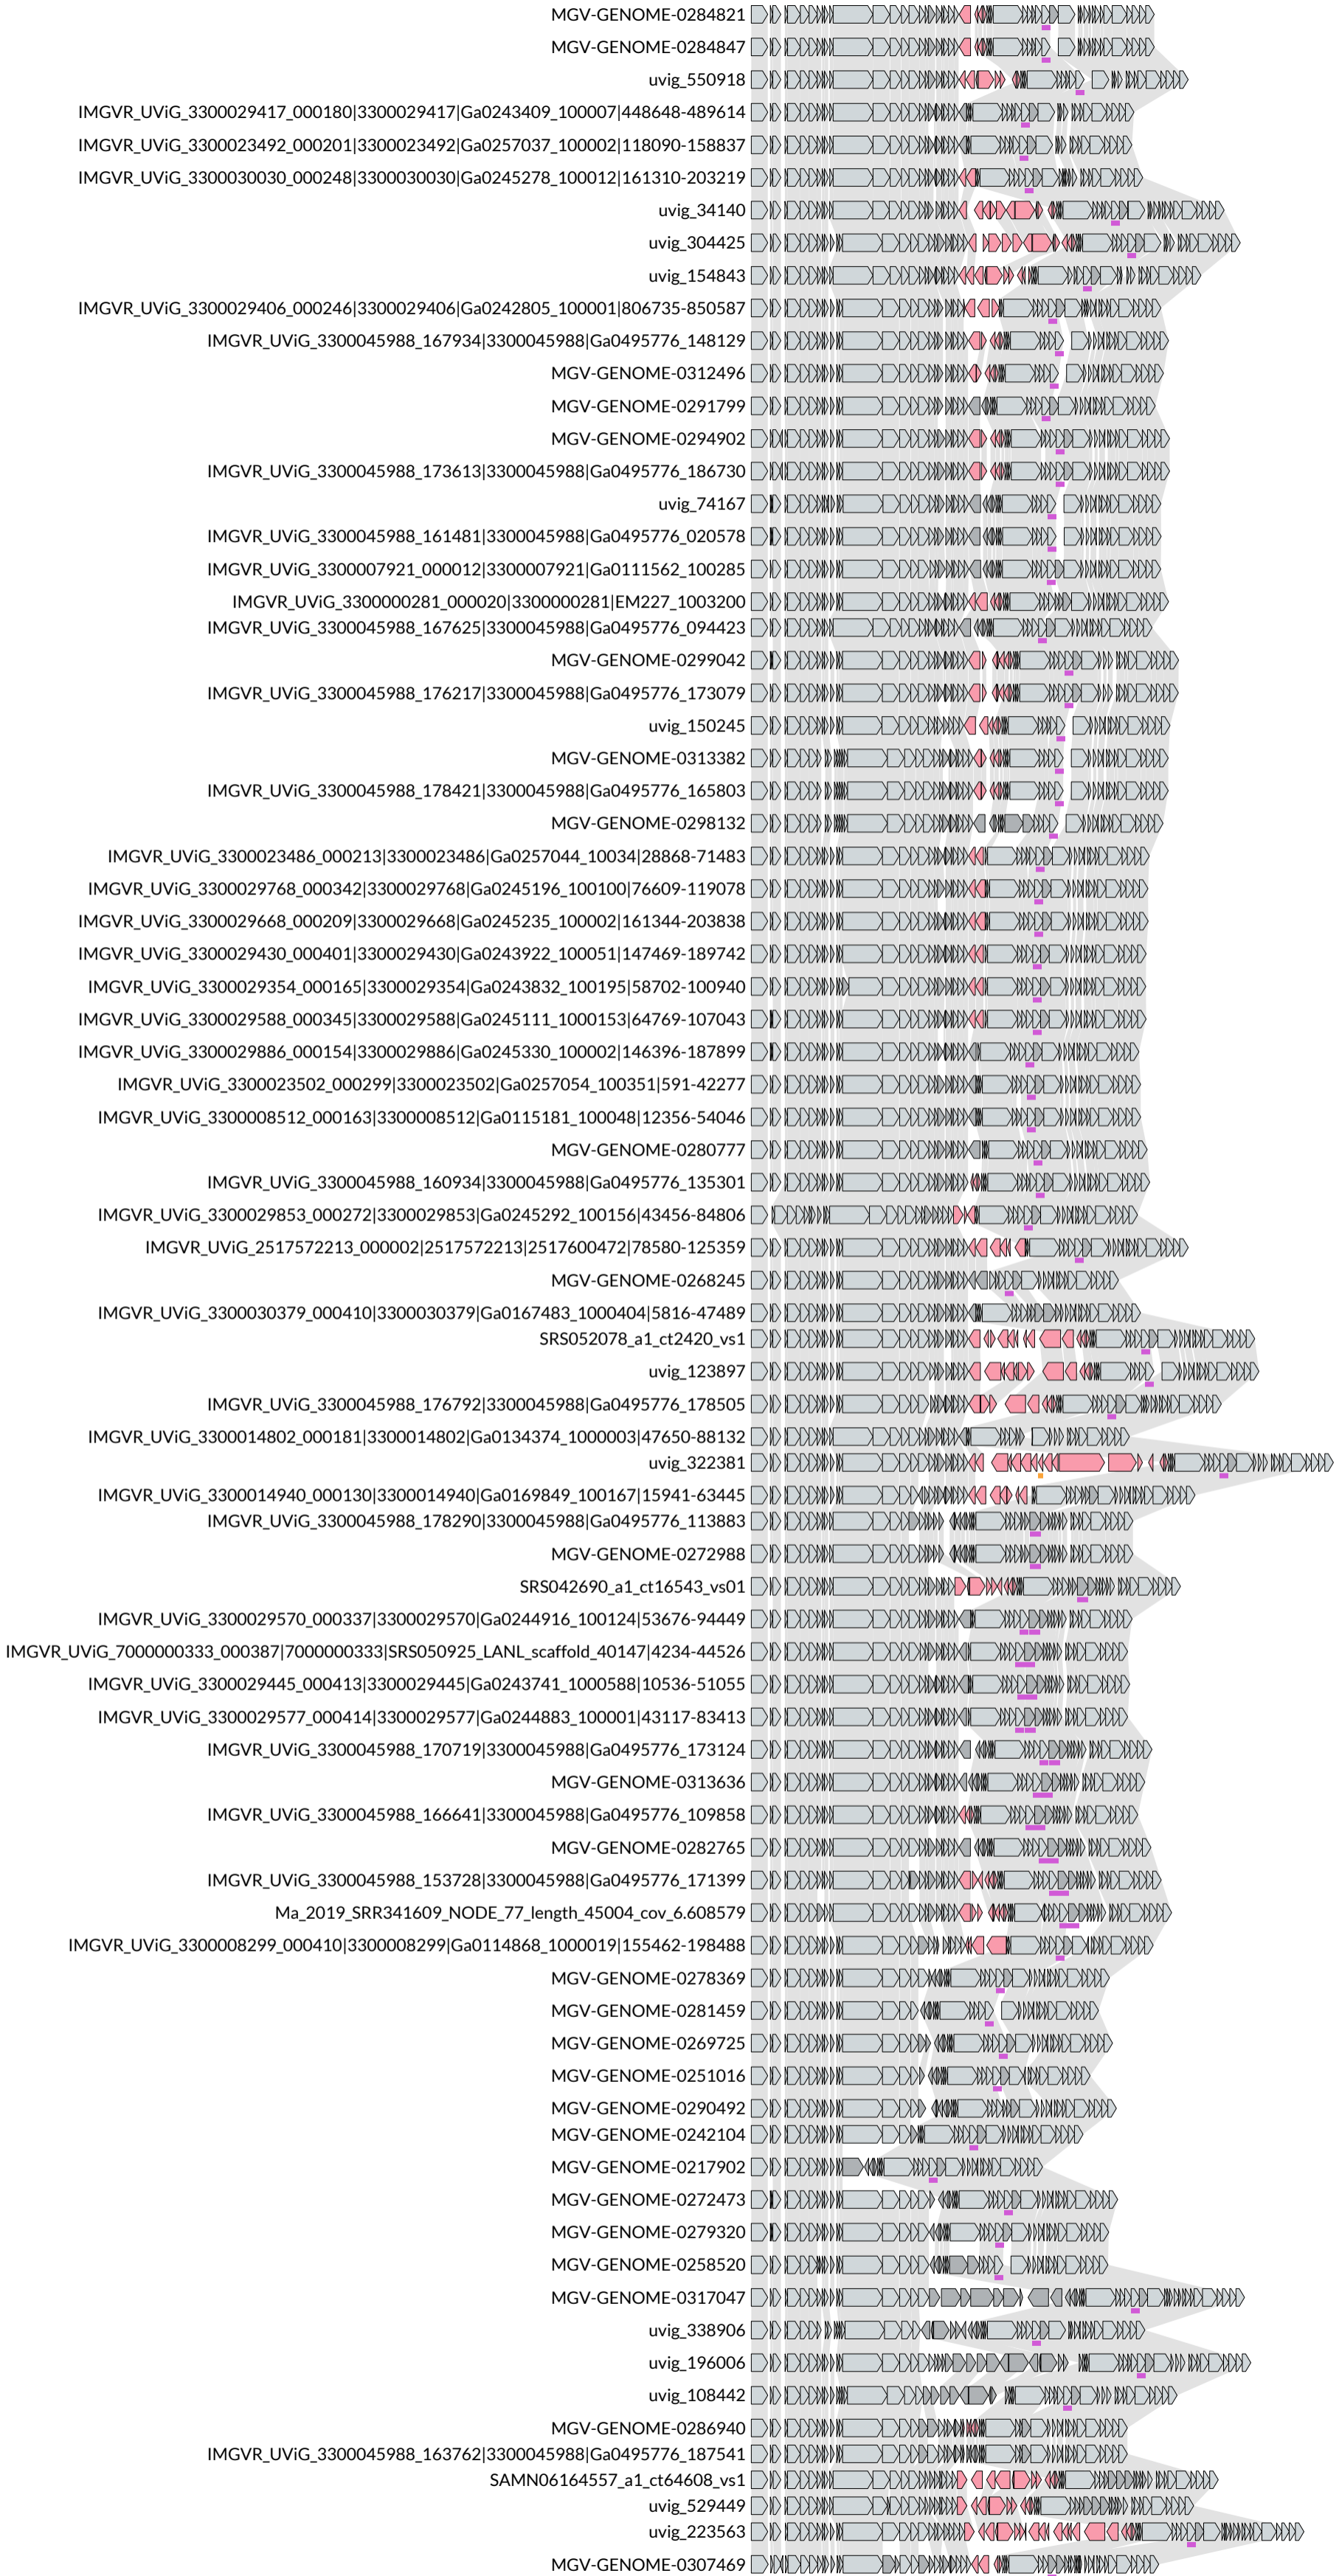 MGV-GENOME-0284821
MGV-GENOME-0284847
uvig_550918
IMGVR_UViG_3300029417_000180|3300029417|Ga0243409_100007|448648-489614
IMGVR_UViG_3300023492_000201|3300023492|Ga0257037_100002|118090-158837
IMGVR_UViG_3300030030_000248|3300030030|Ga0245278_100012|161310-203219
uvig_34140
uvig_304425
uvig_154843
IMGVR_UViG_3300029406_000246|3300029406|Ga0242805_100001|806735-850587
IMGVR_UViG_3300045988_167934|3300045988|Ga0495776_148129
MGV-GENOME-0312496
MGV-GENOME-0291799
MGV-GENOME-0294902
IMGVR_UViG_3300045988_173613|3300045988|Ga0495776_186730
uvig_74167
IMGVR_UViG_3300045988_161481|3300045988|Ga0495776_020578
IMGVR_UViG_3300007921_000012|3300007921|Ga0111562_100285
IMGVR_UViG_3300000281_000020|3300000281|EM227_1003200
IMGVR_UViG_3300045988_167625|3300045988|Ga0495776_094423
MGV-GENOME-0299042
IMGVR_UViG_3300045988_176217|3300045988|Ga0495776_173079
uvig_150245
MGV-GENOME-0313382
IMGVR_UViG_3300045988_178421|3300045988|Ga0495776_165803
MGV-GENOME-0298132
IMGVR_UViG_3300023486_000213|3300023486|Ga0257044_10034|28868-71483
IMGVR_UViG_3300029768_000342|3300029768|Ga0245196_100100|76609-119078
IMGVR_UViG_3300029668_000209|3300029668|Ga0245235_100002|161344-203838
IMGVR_UViG_3300029430_000401|3300029430|Ga0243922_100051|147469-189742
IMGVR_UViG_3300029354_000165|3300029354|Ga0243832_100195|58702-100940
IMGVR_UViG_3300029588_000345|3300029588|Ga0245111_1000153|64769-107043
IMGVR_UViG_3300029886_000154|3300029886|Ga0245330_100002|146396-187899
IMGVR_UViG_3300023502_000299|3300023502|Ga0257054_100351|591-42277
IMGVR_UViG_3300008512_000163|3300008512|Ga0115181_100048|12356-54046
MGV-GENOME-0280777
IMGVR_UViG_3300045988_160934|3300045988|Ga0495776_135301
IMGVR_UViG_3300029853_000272|3300029853|Ga0245292_100156|43456-84806
IMGVR_UViG_2517572213_000002|2517572213|2517600472|78580-125359
MGV-GENOME-0268245
IMGVR_UViG_3300030379_000410|3300030379|Ga0167483_1000404|5816-47489
SRS052078_a1_ct2420_vs1
uvig_123897
IMGVR_UViG_3300045988_176792|3300045988|Ga0495776_178505
IMGVR_UViG_3300014802_000181|3300014802|Ga0134374_1000003|47650-88132
uvig_322381
IMGVR_UViG_3300014940_000130|3300014940|Ga0169849_100167|15941-63445
IMGVR_UViG_3300045988_178290|3300045988|Ga0495776_113883
MGV-GENOME-0272988
SRS042690_a1_ct16543_vs01
IMGVR_UViG_3300029570_000337|3300029570|Ga0244916_100124|53676-94449
IMGVR_UViG_7000000333_000387|7000000333|SRS050925_LANL_scaffold_40147|4234-44526
IMGVR_UViG_3300029445_000413|3300029445|Ga0243741_1000588|10536-51055
IMGVR_UViG_3300029577_000414|3300029577|Ga0244883_100001|43117-83413
IMGVR_UViG_3300045988_170719|3300045988|Ga0495776_173124
MGV-GENOME-0313636
IMGVR_UViG_3300045988_166641|3300045988|Ga0495776_109858
MGV-GENOME-0282765
IMGVR_UViG_3300045988_153728|3300045988|Ga0495776_171399
Ma_2019_SRR341609_NODE_77_length_45004_cov_6.608579
IMGVR_UViG_3300008299_000410|3300008299|Ga0114868_1000019|155462-198488
MGV-GENOME-0278369
MGV-GENOME-0281459
MGV-GENOME-0269725
MGV-GENOME-0251016
MGV-GENOME-0290492
MGV-GENOME-0242104
MGV-GENOME-0217902
MGV-GENOME-0272473
MGV-GENOME-0279320
MGV-GENOME-0258520
MGV-GENOME-0317047
uvig_338906
uvig_196006
uvig_108442
MGV-GENOME-0286940
IMGVR_UViG_3300045988_163762|3300045988|Ga0495776_187541
SAMN06164557_a1_ct64608_vs1
uvig_529449
uvig_223563
MGV-GENOME-0307469